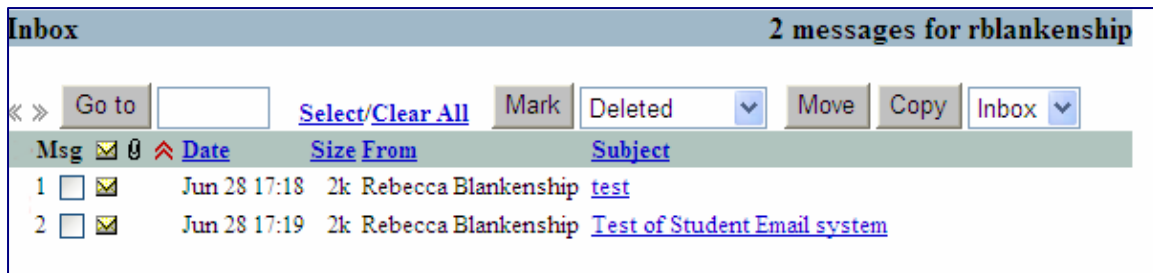 Inbox 2 messages for rblankenship
« » Go to Select/Clear All Mark Deleted Move Copy Inbox
Msg Date Size From Subject
1 Jun 28 17:18 2k Rebecca Blankenship test
2 Jun 28 17:19 2k Rebecca Blankenship Test of Student Email system